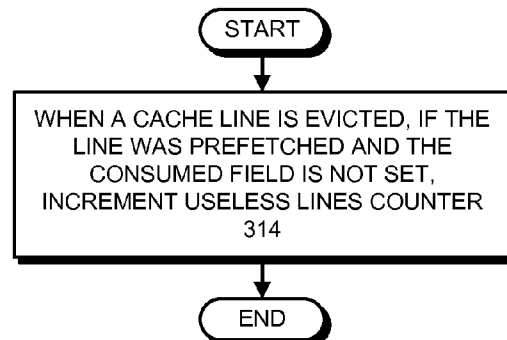 START
WHEN A CACHE LINE IS EVICTED, IF THE
LINE WAS PREFETCHED AND THE
CONSUMED FIELD IS NOT SET,
INCREMENT USELESS LINES COUNTER
314
END